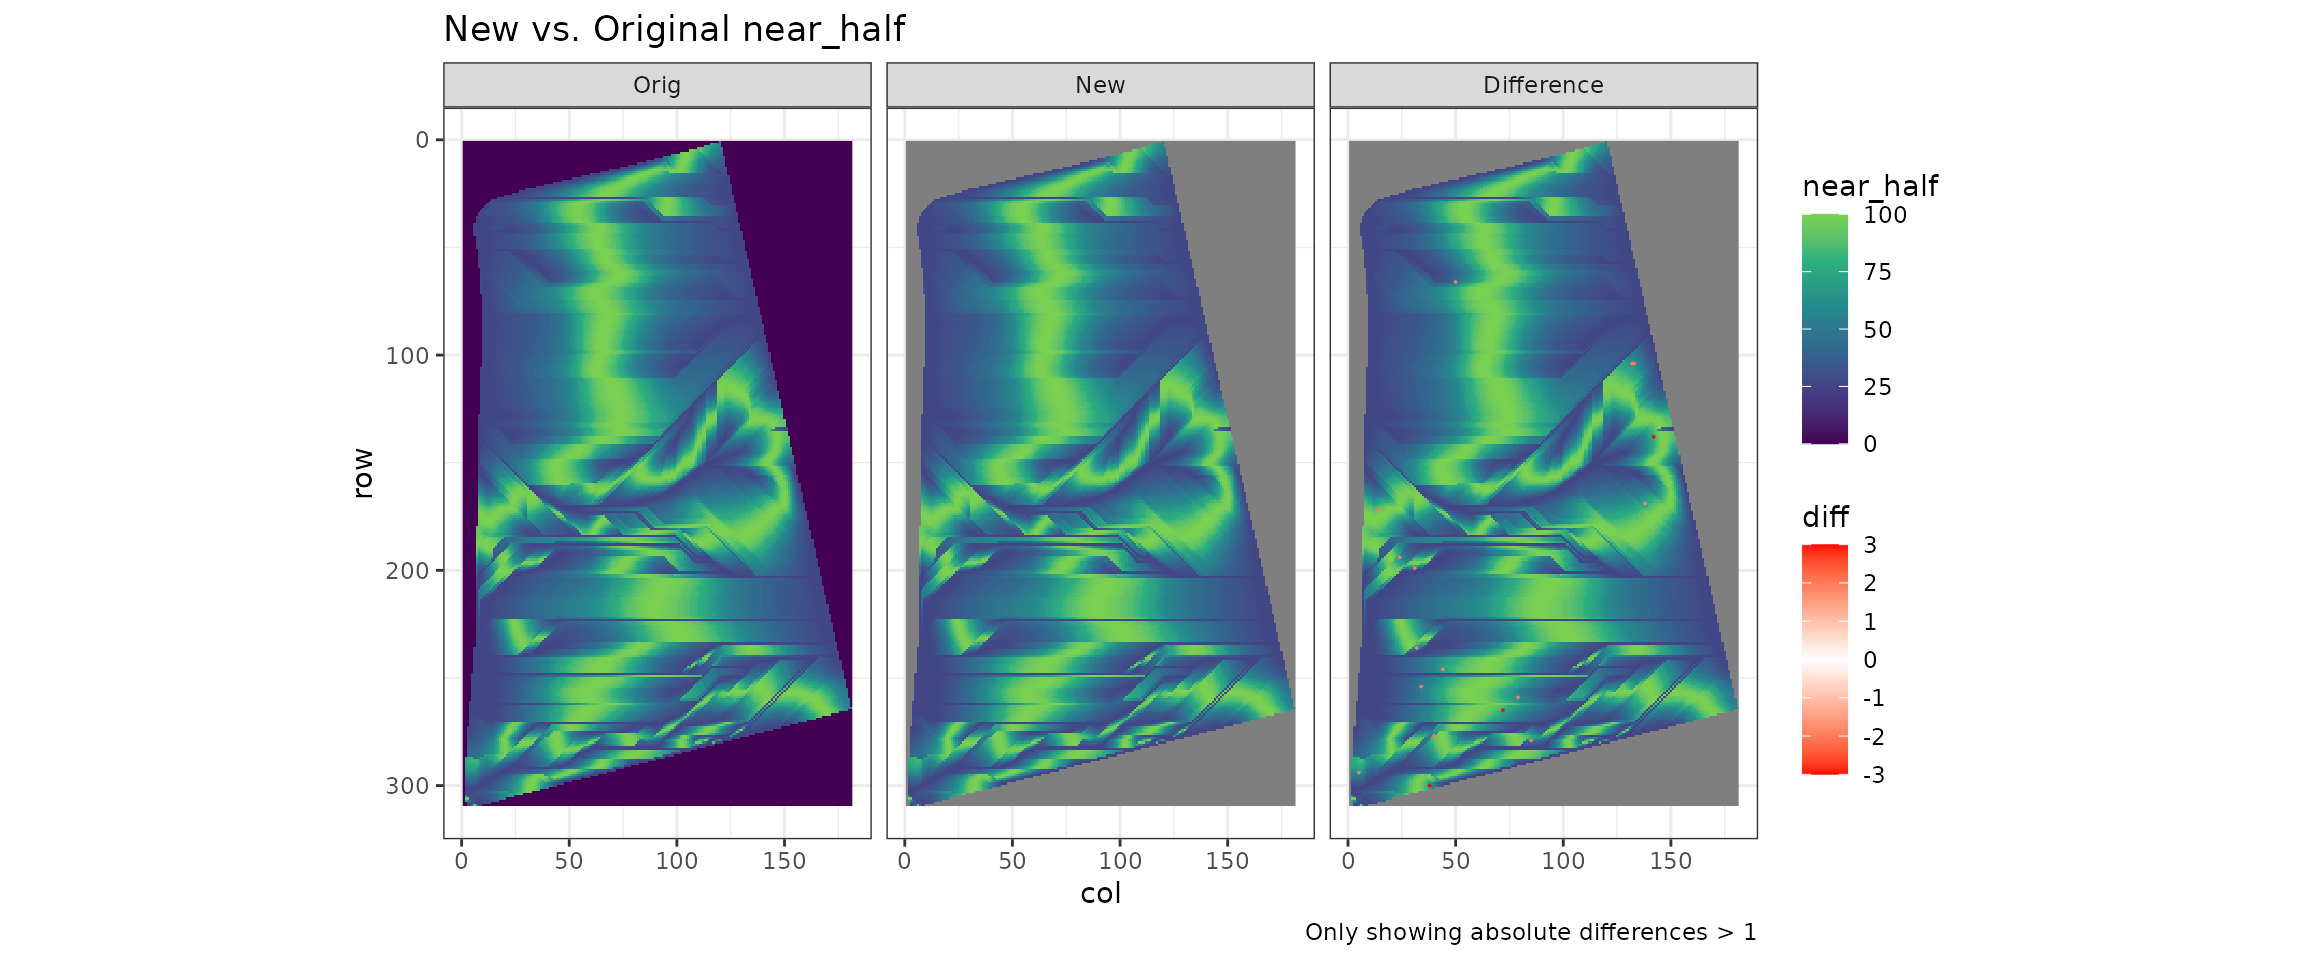 New vs. Original near_half
Orig
New
Difference
0
100
200
300
row
0 50 100 150
0 50 100 150
0 50 100 150
col
near_half
100
75
50
25
0
diff
3
2
1
0
-1
-2
-3
Only showing absolute differences > 1